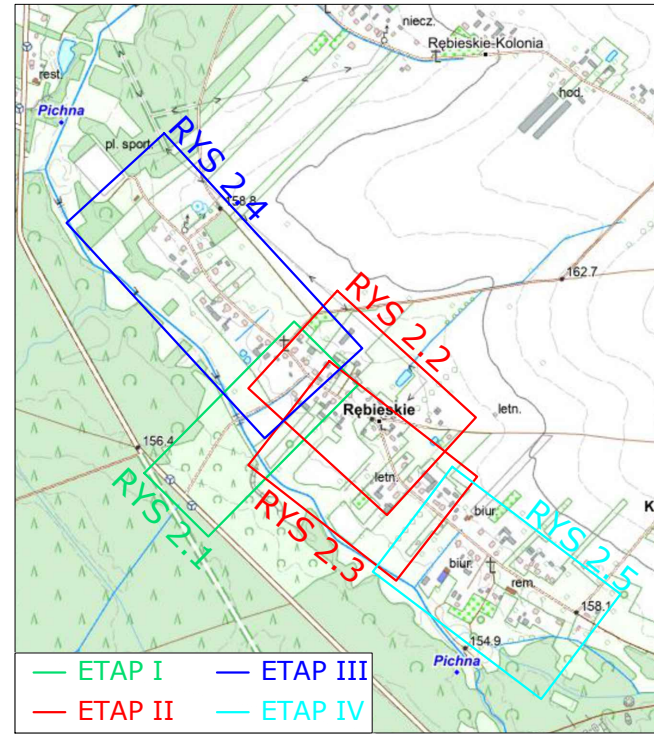 niecz.
Rębieskie-Kolonia
rest.
hod.
Pichna
pl. sport.
RYS 2.4
158.8
162.7
RYS 2.2
Rębieskie
letn.
156.4
letn.
RYS 2.1
RYS 2.3
biur.
RYS 2.5
K
biur.
rem.
158.1
154.9
Pichna
ETAP I
ETAP III
ETAP II
ETAP IV